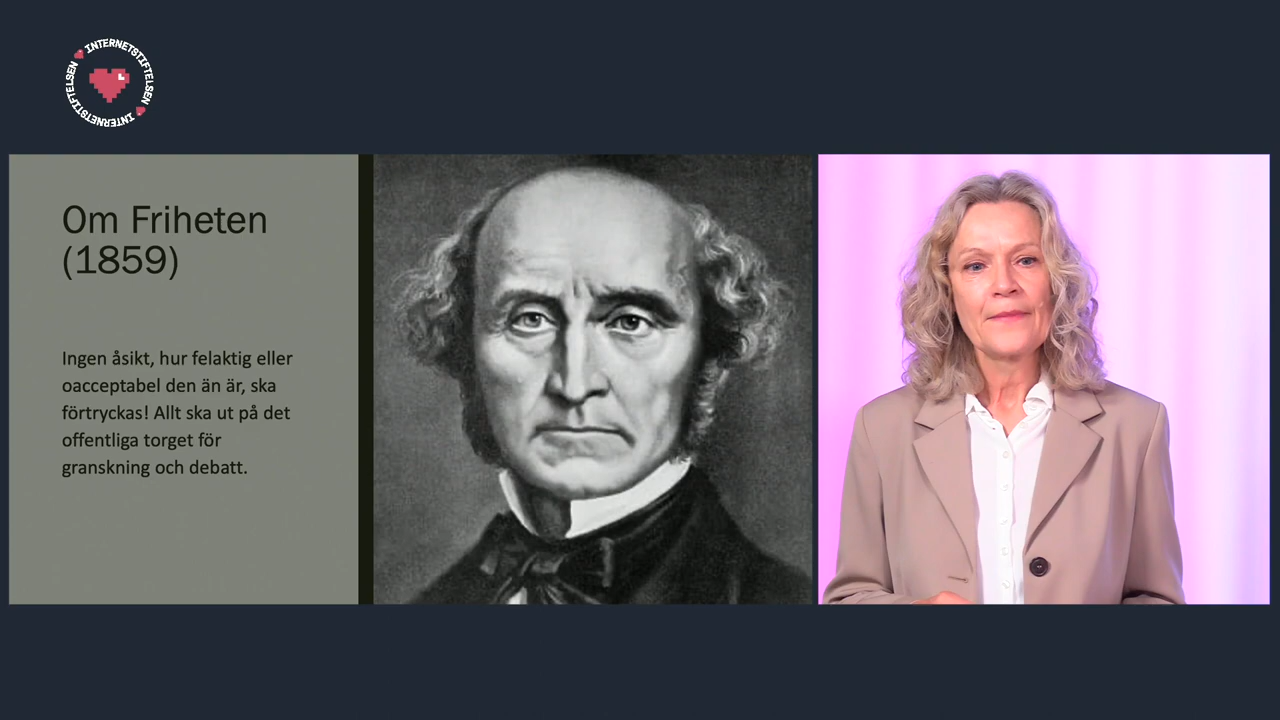 INTERNETSTIFTELSEN
INTERNETSTIFTELSEN
Om Friheten
(1859)
Ingen åsikt, hur felaktig eller
oacceptabel den än är, ska
förtryckas! Allt ska ut på det
offentliga torget för
granskning och debatt.